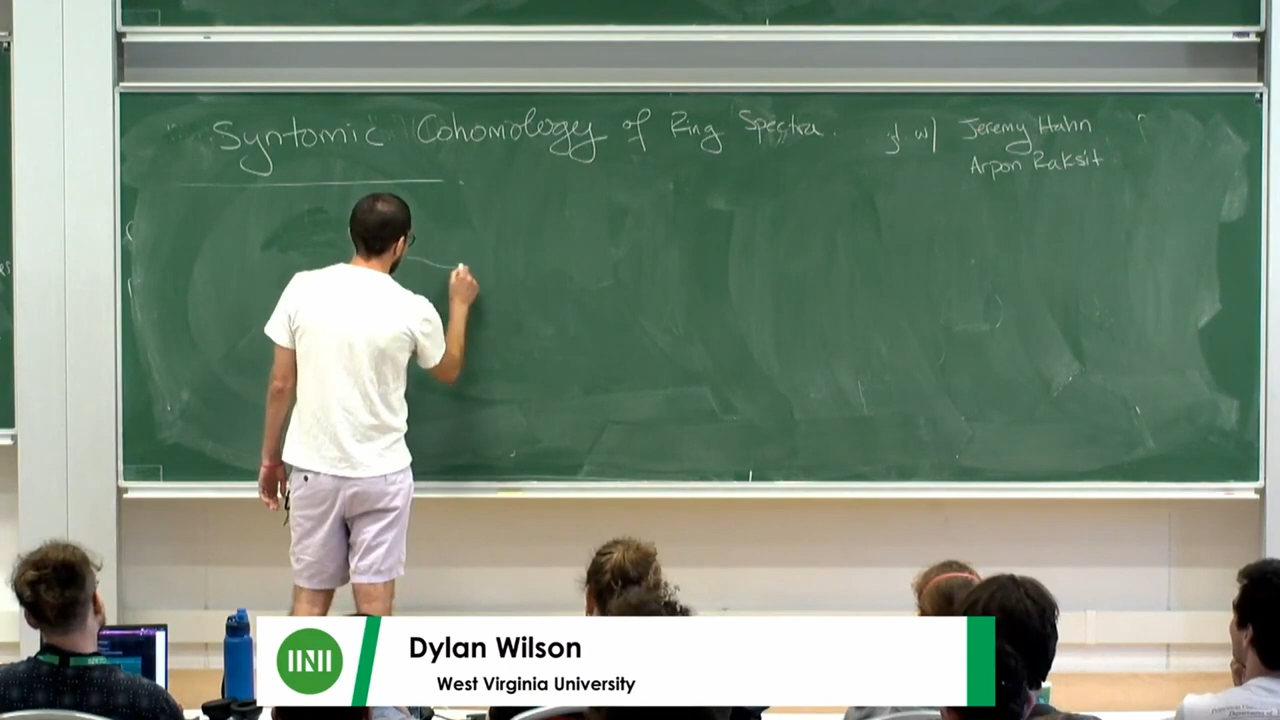 Syntomic Cohomology of Ring Spectra. j w/ Jeremy Hahn
Arpon Raksit
Dylan Wilson
West Virginia University